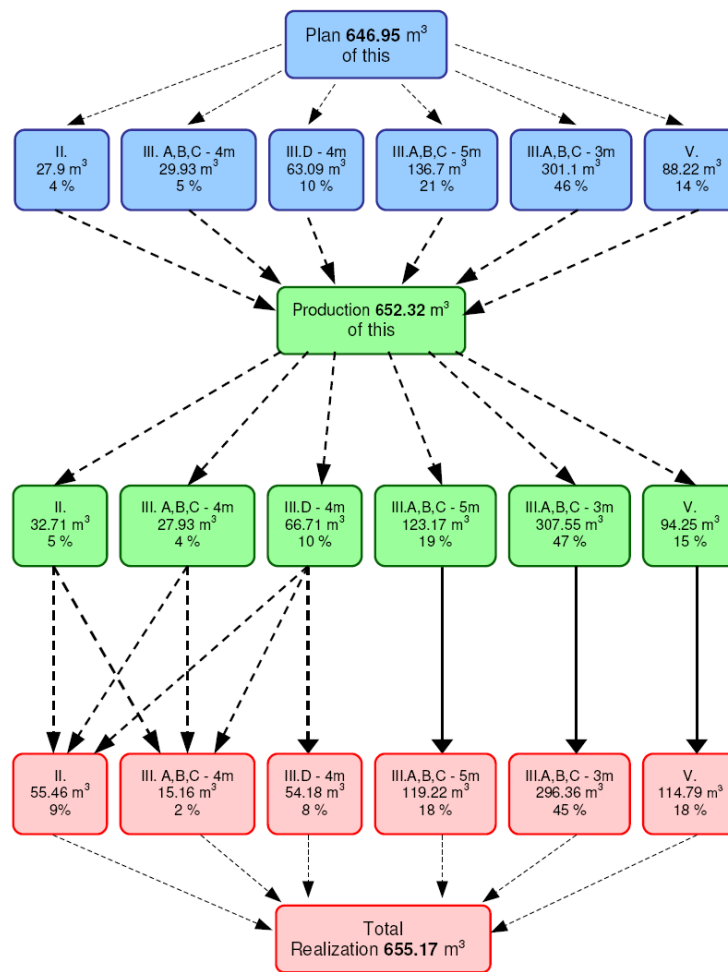 Plan 646.95 m³
of this
II.
27.9 m³
4 %
III. A,B,C - 4m
29.93 m³
5 %
III.D - 4m
63.09 m³
10 %
III.A,B,C - 5m
136.7 m³
21 %
III.A,B,C - 3m
301.1 m³
46 %
V.
88.22 m³
14 %
Production 652.32 m³
of this
II.
32.71 m³
5 %
III. A,B,C - 4m
27.93 m³
4 %
III.D - 4m
66.71 m³
10 %
III.A,B,C - 5m
123.17 m³
19 %
III.A,B,C - 3m
307.55 m³
47 %
V.
94.25 m³
15 %
II.
55.46 m³
9%
III. A,B,C - 4m
15.16 m³
2 %
III.D - 4m
54.18 m³
8 %
III.A,B,C - 5m
119.22 m³
18 %
III.A,B,C - 3m
296.36 m³
45 %
V.
114.79 m³
18 %
Total
Realization 655.17 m³